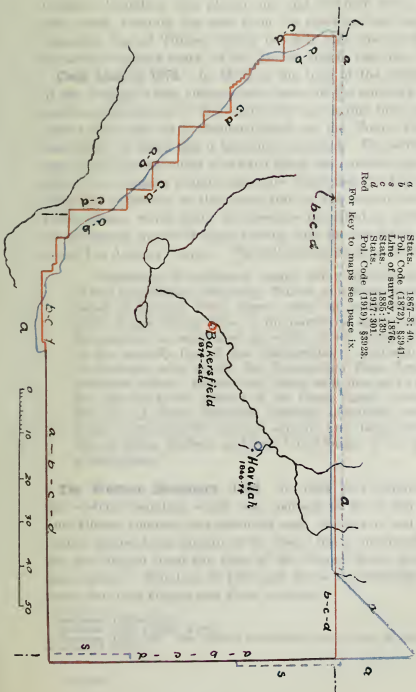 a Stats. 1867-8: 40.
b Pol. Code (1872), §3941.
s Line of survey, 1876.
c Stats. 1885:139.
d Stats. 1917:301.
Red Pol. Code (1919), §3923.
For key to maps see page ix.
c-d
a
a-b
c-d
b-c-d
a-b
c-d
c-d
a-b
Bakersfield
1874-date
Havilah
1866-74
a
b-c-d
a
a
b-c
a
a-b-c-d
0 10 20 30 40 50
s
a-b-c-d
s
a